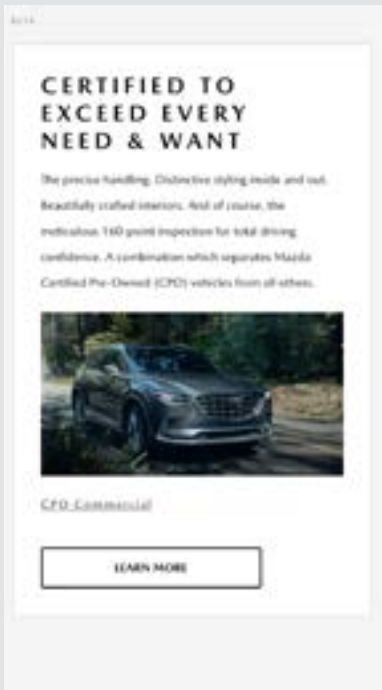 CERTIFIED TO
EXCEED EVERY
NEED & WANT
The precise handling. Distinctive styling inside and out.
Beautifully crafted interiors. And of course, the
meticulous 160-point inspection for total driving
confidence. A combination which separates Mazda
Certified Pre-Owned (CPO) vehicles from all others.
CPO Commercial
LEARN MORE